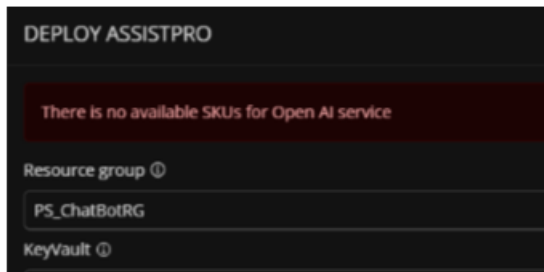 DEPLOY ASSISTPRO
There is no available SKUs for Open AI service
Resource group
PS_ChatBotRG
KeyVault